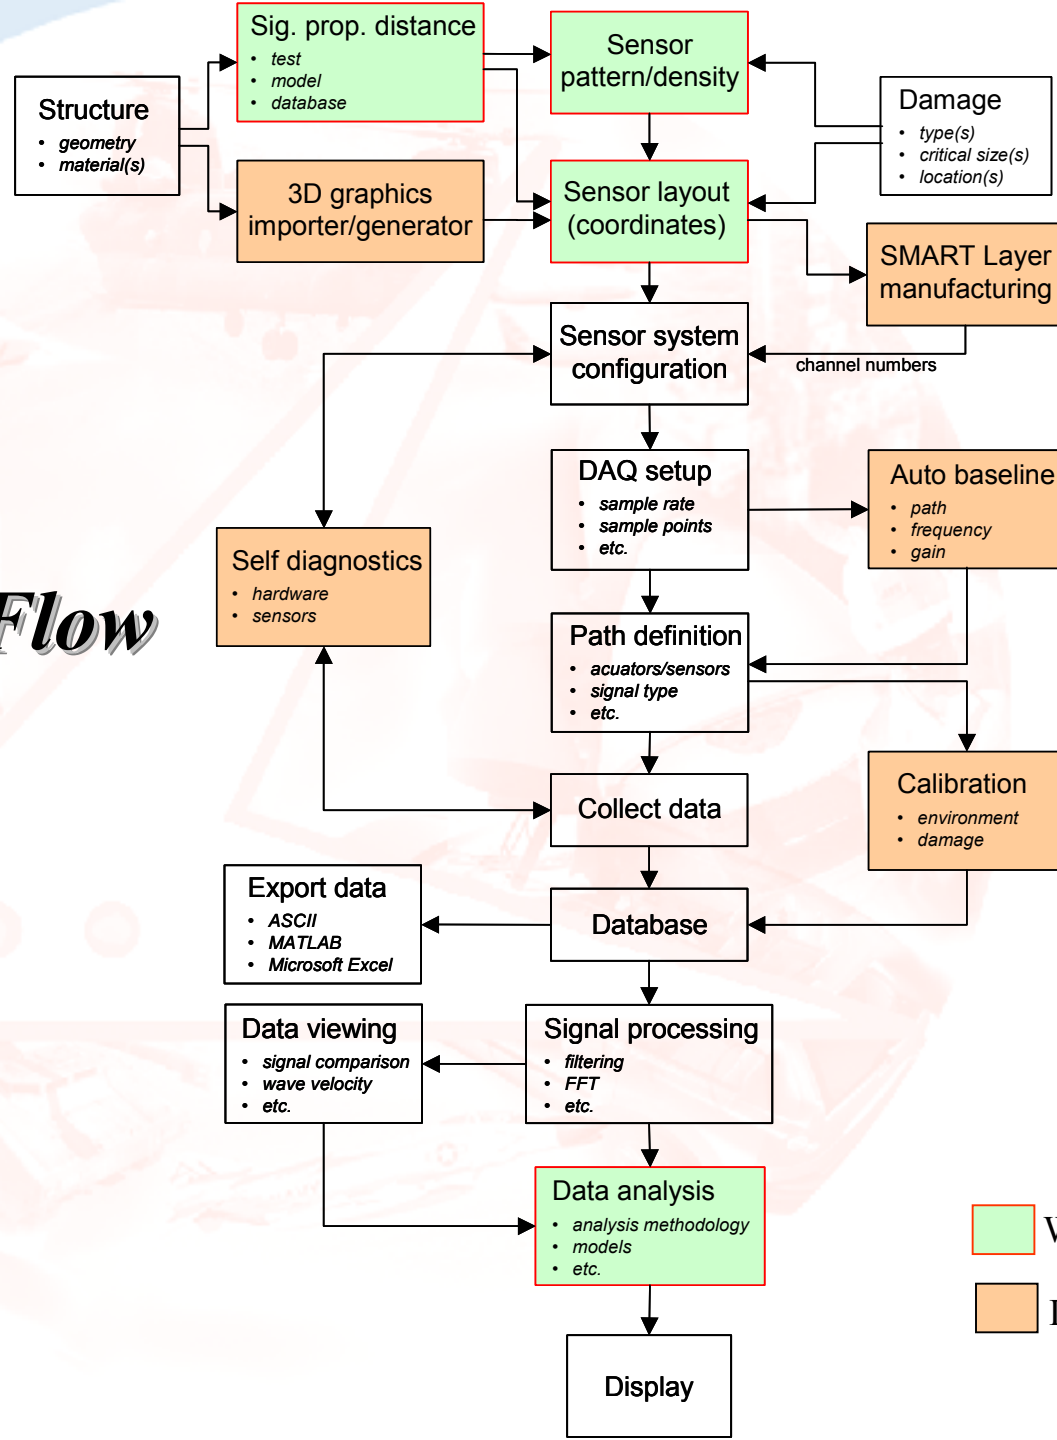 Sig. prop. distance
• test
• model
• database
Sensor
pattern/density
Structure
• geometry
• material(s)
Damage
• type(s)
• critical size(s)
• location(s)
3D graphics
importer/generator
Sensor layout
(coordinates)
SMART Layer
manufacturing
Sensor system
configuration
channel numbers
DAQ setup
• sample rate
• sample points
• etc.
Auto baseline
• path
• frequency
• gain
Self diagnostics
• hardware
• sensors
Flow
Path definition
• acuators/sensors
• signal type
• etc.
Collect data
Calibration
• environment
• damage
Export data
• ASCII
• MATLAB
• Microsoft Excel
Database
Data viewing
• signal comparison
• wave velocity
• etc.
Signal processing
• filtering
• FFT
• etc.
Data analysis
• analysis methodology
• models
• etc.
Display